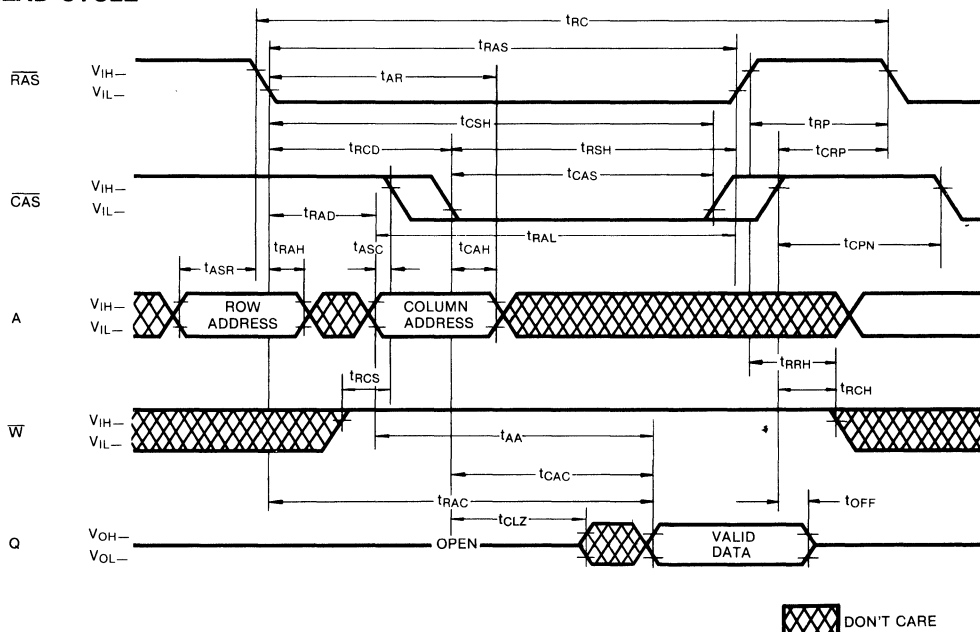 tRC
tRAS
RAS
VIH—
VIL—
tAR
tCSH
tRP
tRCD
tRSH
tCRP
CAS
VIH—
VIL—
tCAS
tRAD
tRAL
tRAH
tASC
tCAH
tCPN
tASR
A
VIH—
VIL—
ROW
ADDRESS
COLUMN
ADDRESS
tRRH
tRCS
tRCH
W
VIH—
VIL—
tAA
tCAC
tRAC
tOFF
tCLZ
Q
VOH—
VOL—
OPEN
VALID
DATA
DON'T CARE